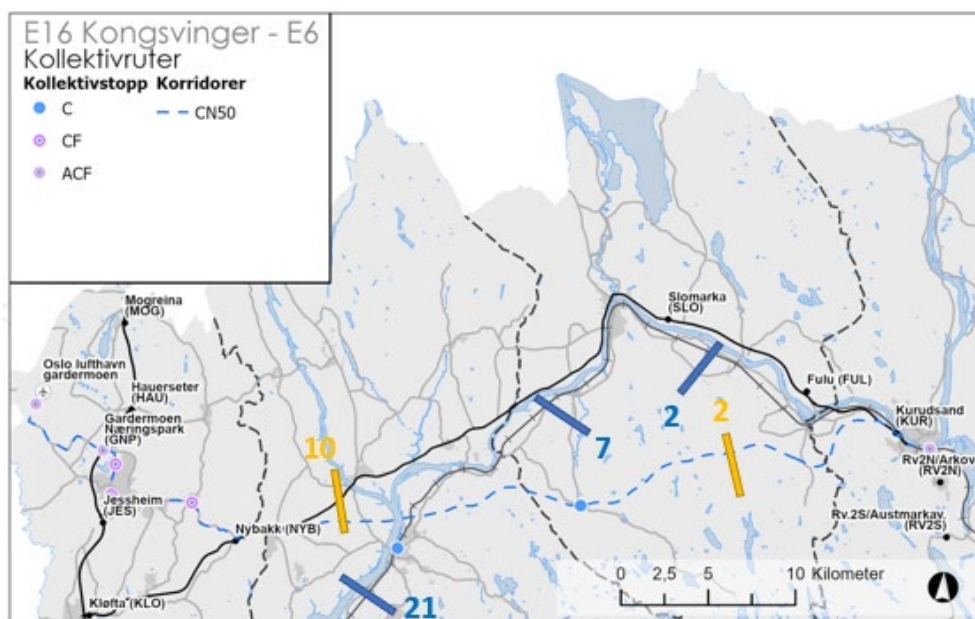 E16 Kongsvinger - E6
Kollektivruter
Kollektivstopp Korridorer
C
CN50
CF
ACF
Mogreina
(MOG)
Slomarka
(SLO)
Oslo lufthavn
gardermoen
Hauerseter
(HAU)
Fulu (FUL)
Gardermoen
Næringspark
(GNP)
Kurudsand
(KUR)
10
7
2
2
Rv2N/Arkov
(RV2N)
Jessheim
(JES)
Nybakk (NYB)
Rv.2S/Austmarkav.
(RV2S)
0 2,5 5 10 Kilometer
Kløfta (KLO)
21